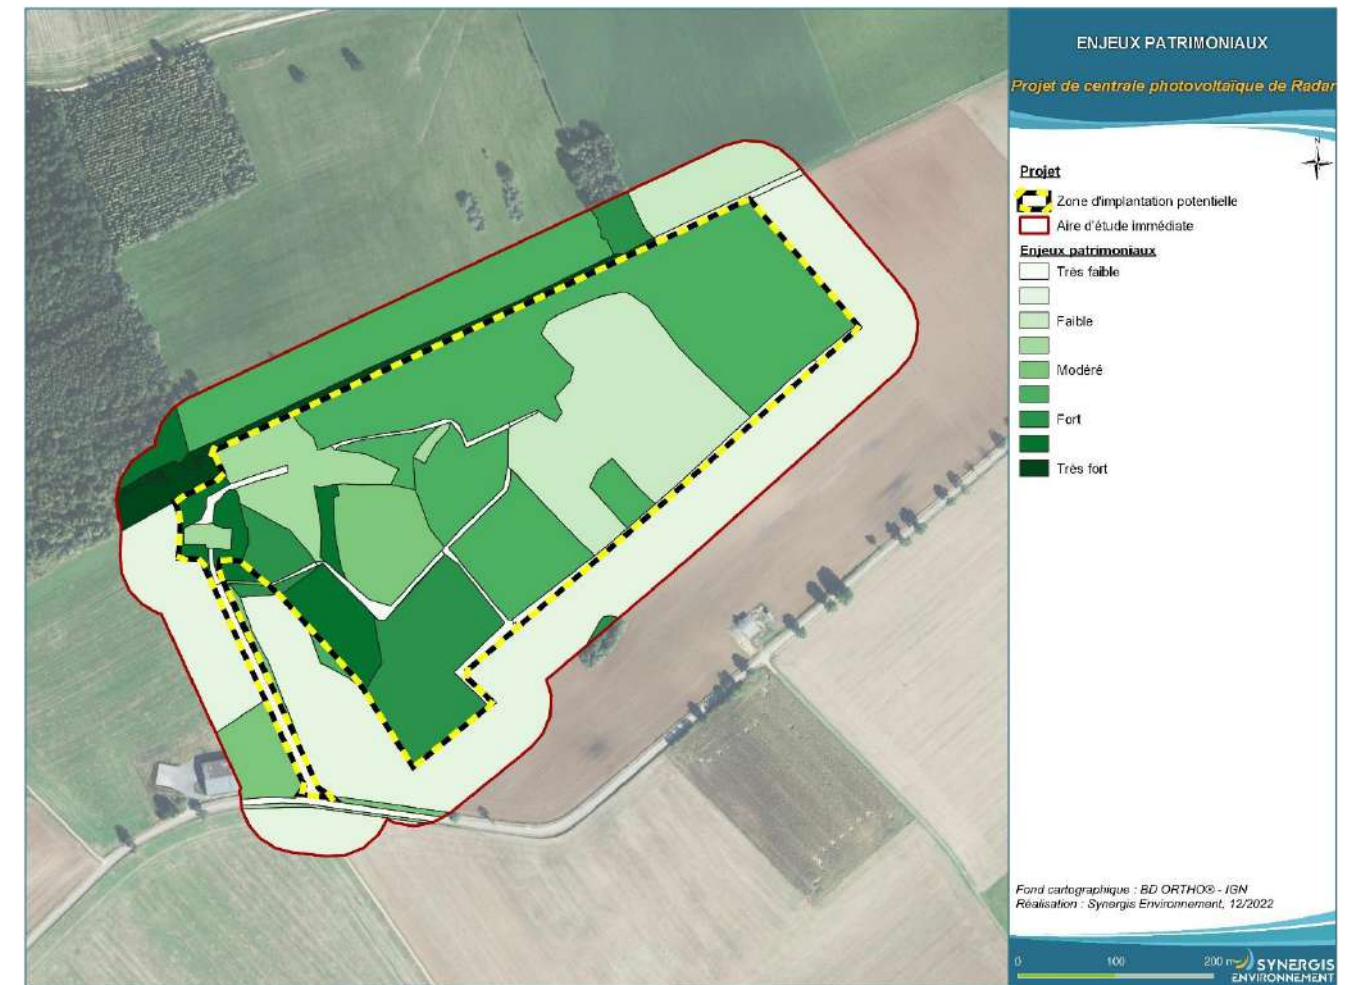 ENJEUX PATRIMONIAUX
Projet de centrale photovoltaïque de Radar
N
Projet
Zone d'implantation potentielle
Aire d'étude immédiate
Enjeux patrimoniaux
Très faible
Faible
Modéré
Fort
Très fort
Fond cartographique : BD ORTHO® - IGN
Réalisation : Synergis Environnement, 12/2022
0 100 200 m
SYNERGIS
ENVIRONNEMENT